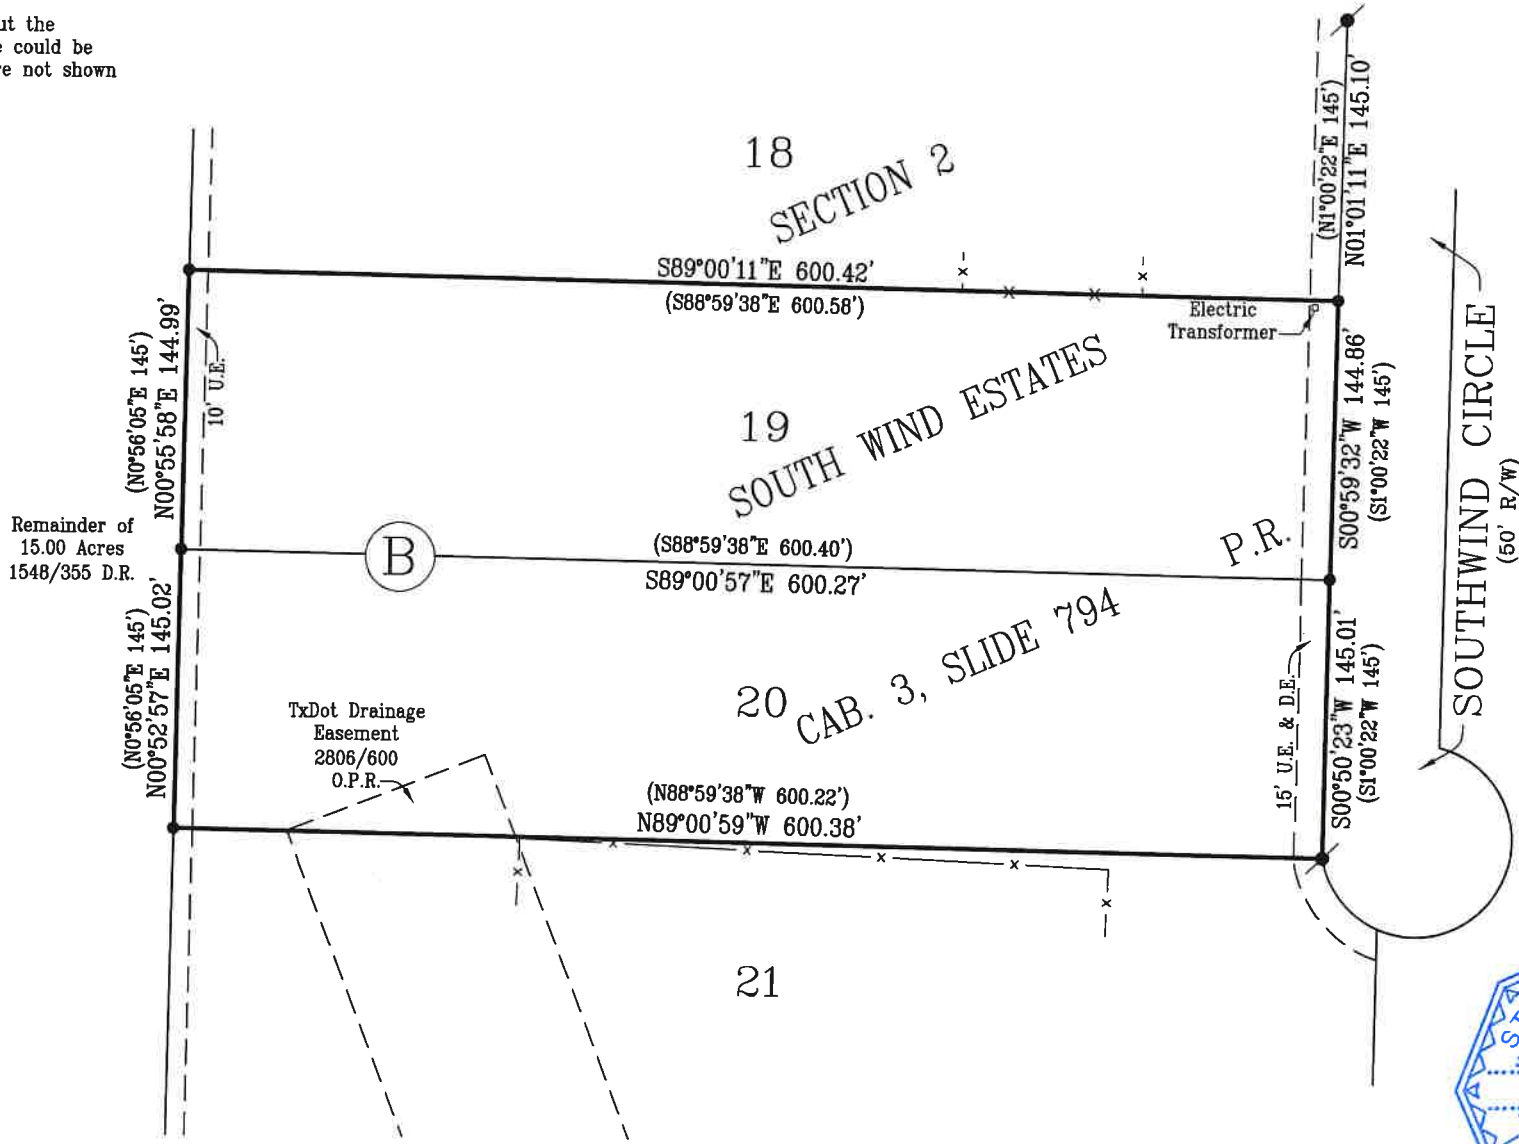 ut the
e could be
re not shown
18
SECTION 2
(N1°00'22"E 145')
N01°01'11"E 145.10'
S89°00'11"E 600.42'
(S88°59'38"E 600.58')
Electric
Transformer
(N0°56'05"E 145')
N00°55'58"E 144.99'
10' U.E.
19
SOUTH WIND ESTATES
S00°59'32"W 144.86'
(S1°00'22"W 145')
SOUTHWIND CIRCLE
(50' R/W)
Remainder of
15.00 Acres
1548/355 D.R.
B
(S88°59'38"E 600.40')
S89°00'57"E 600.27'
P.R.
(N0°56'05"E 145')
N00°52'57"E 145.02'
20
CAB. 3, SLIDE 794
TxDot Drainage
Easement
2806/600
O.P.R.
15' U.E. & D.E.
S00°50'23"W 145.01'
(S1°00'22"W 145')
(N88°59'38"W 600.22')
N89°00'59"W 600.38'
21